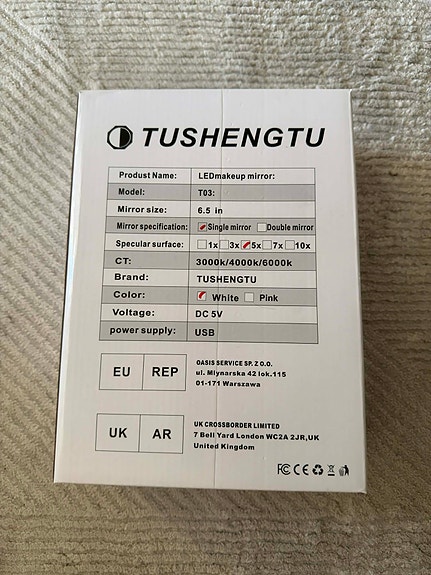 TUSHENGTU
Produst Name: LEDmakeup mirror:
Model: T03:
Mirror size: 6.5 in
Mirror specification: Single mirror Double mirror
Specular surface: 1x 3x 5x 7x 10x
CT: 3000k/4000k/6000k
Brand: TUSHENGTU
Color: White Pink
Voltage: DC 5V
power supply: USB
EU REP
OASIS SERVICE SP. Z O.O.
ul. Mlynarska 42 lok.115
01-171 Warszawa
UK AR
UK CROSSBORDER LIMITED
7 Bell Yard London WC2A 2JR,UK
United Kingdom
FC CE